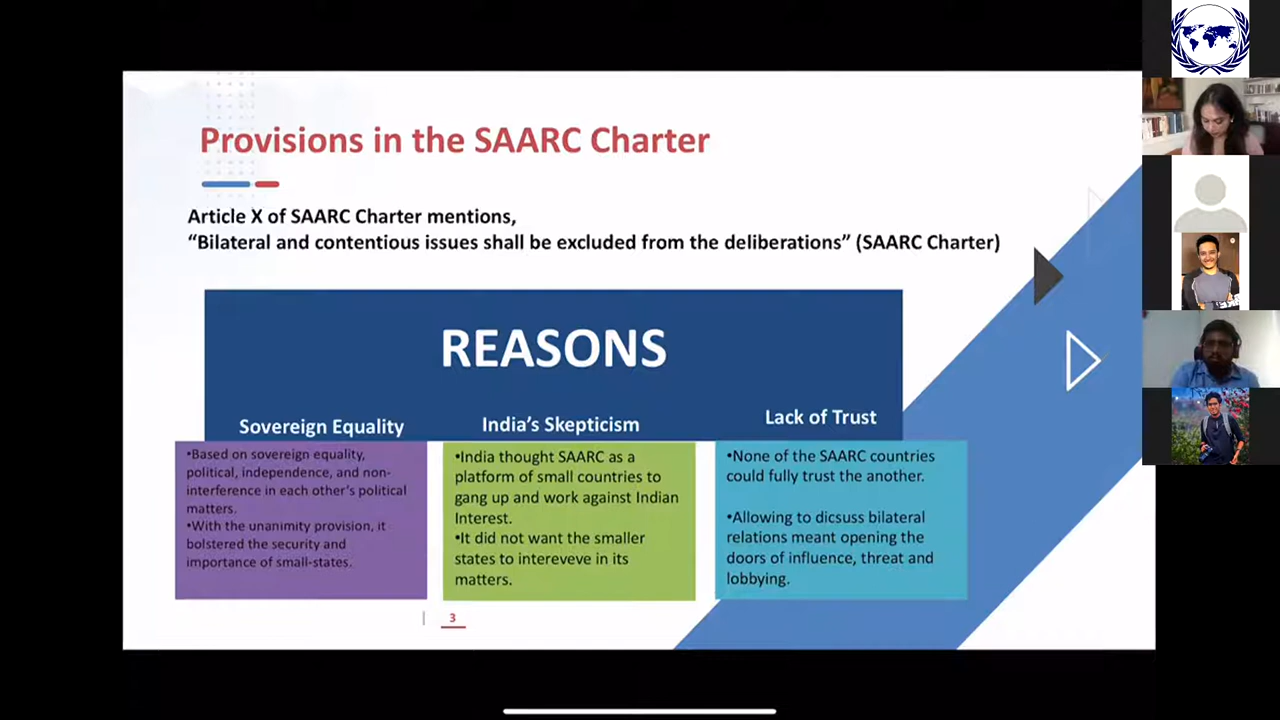 Provisions in the SAARC Charter
Article X of SAARC Charter mentions,
“Bilateral and contentious issues shall be excluded from the deliberations” (SAARC Charter)
REASONS
Sovereign Equality
•Based on sovereign equality,
political, independence, and non-
interference in each other’s political
matters.
•With the unanimity provision, it
bolstered the security and
importance of small-states.
India’s Skepticism
•India thought SAARC as a
platform of small countries to
gang up and work against Indian
Interest.
•It did not want the smaller
states to intereveve in its
matters.
Lack of Trust
•None of the SAARC countries
could fully trust the another.
•Allowing to dicsuss bilateral
relations meant opening the
doors of influence, threat and
lobbying.
3